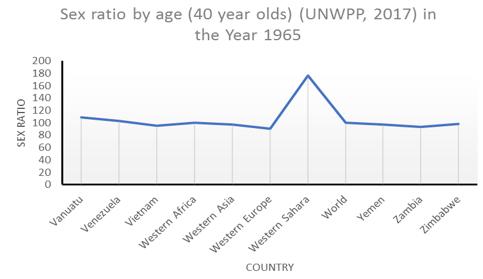 Sex ratio by age (40 year olds) (UNWPP, 2017) in
the Year 1965
SEX RATIO
200
180
160
140
120
100
80
60
40
20
0
Vanuatu
Venezuela
Vietnam
Western Africa
Western Asia
Western Europe
Western Sahara
World
Yemen
Zambia
Zimbabwe
COUNTRY